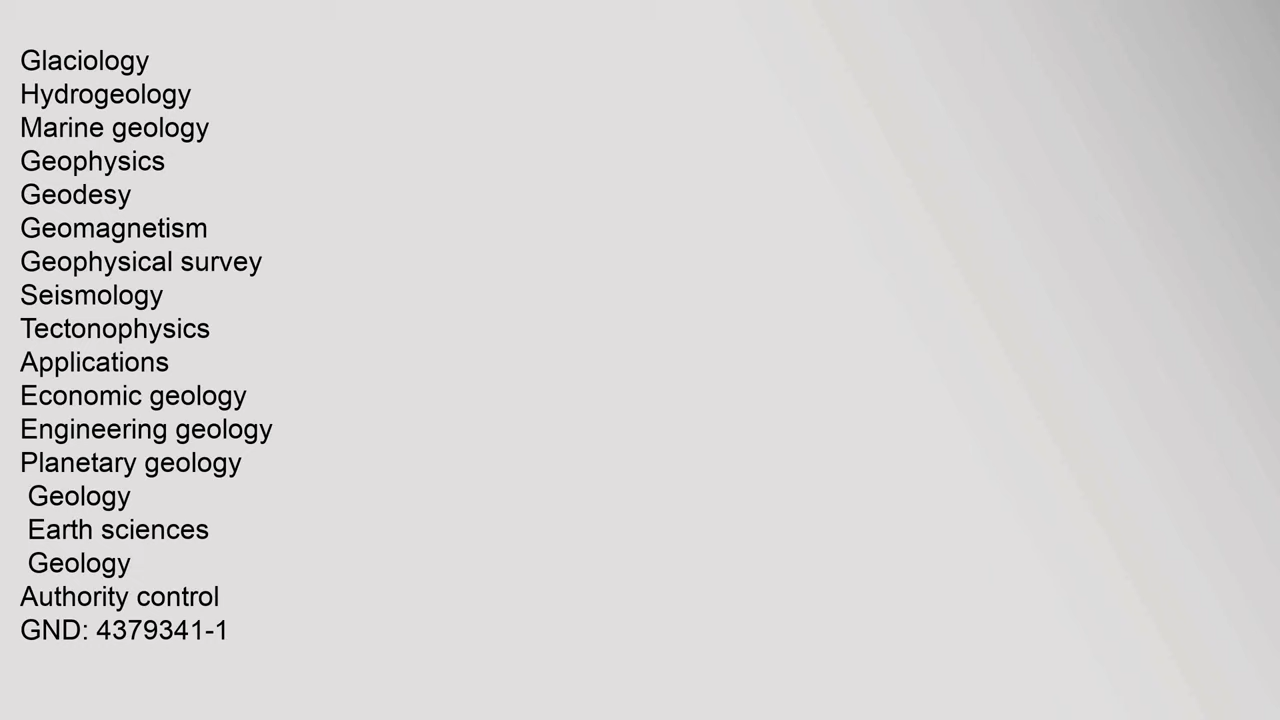 Glaciology
Hydrogeology
Marine geology
Geophysics
Geodesy
Geomagnetism
Geophysical survey
Seismology
Tectonophysics
Applications
Economic geology
Engineering geology
Planetary geology
Geology
Earth sciences
Geology
Authority control
GND: 4379341-1